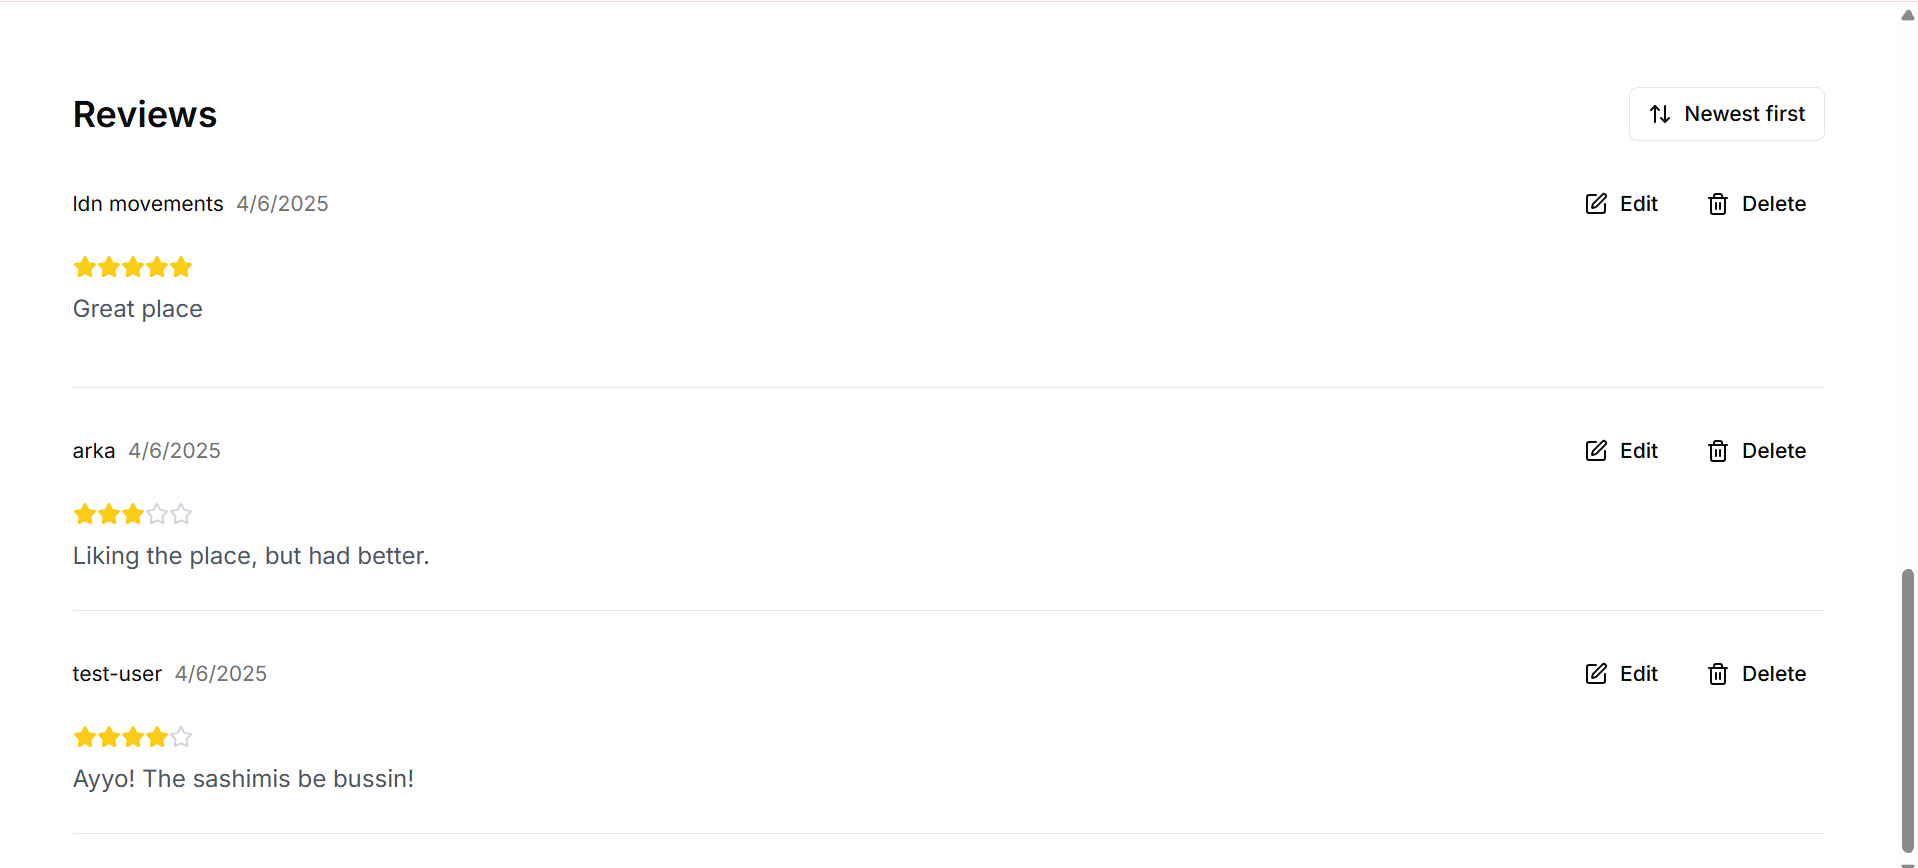 Reviews
Newest first
ldn movements 4/6/2025
Edit Delete
Great place
arka 4/6/2025
Edit Delete
Liking the place, but had better.
test-user 4/6/2025
Edit Delete
Ayyo! The sashimis be bussin!